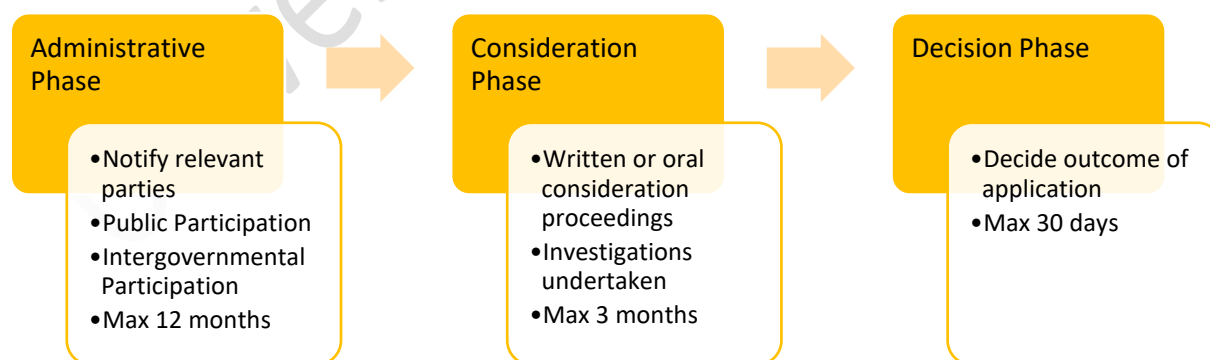 Administrative
Phase
•Notify relevant
parties
•Public Participation
•Intergovernmental
Participation
•Max 12 months
Consideration
Phase
•Written or oral
consideration
proceedings
•Investigations
undertaken
•Max 3 months
Decision Phase
•Decide outcome of
application
•Max 30 days